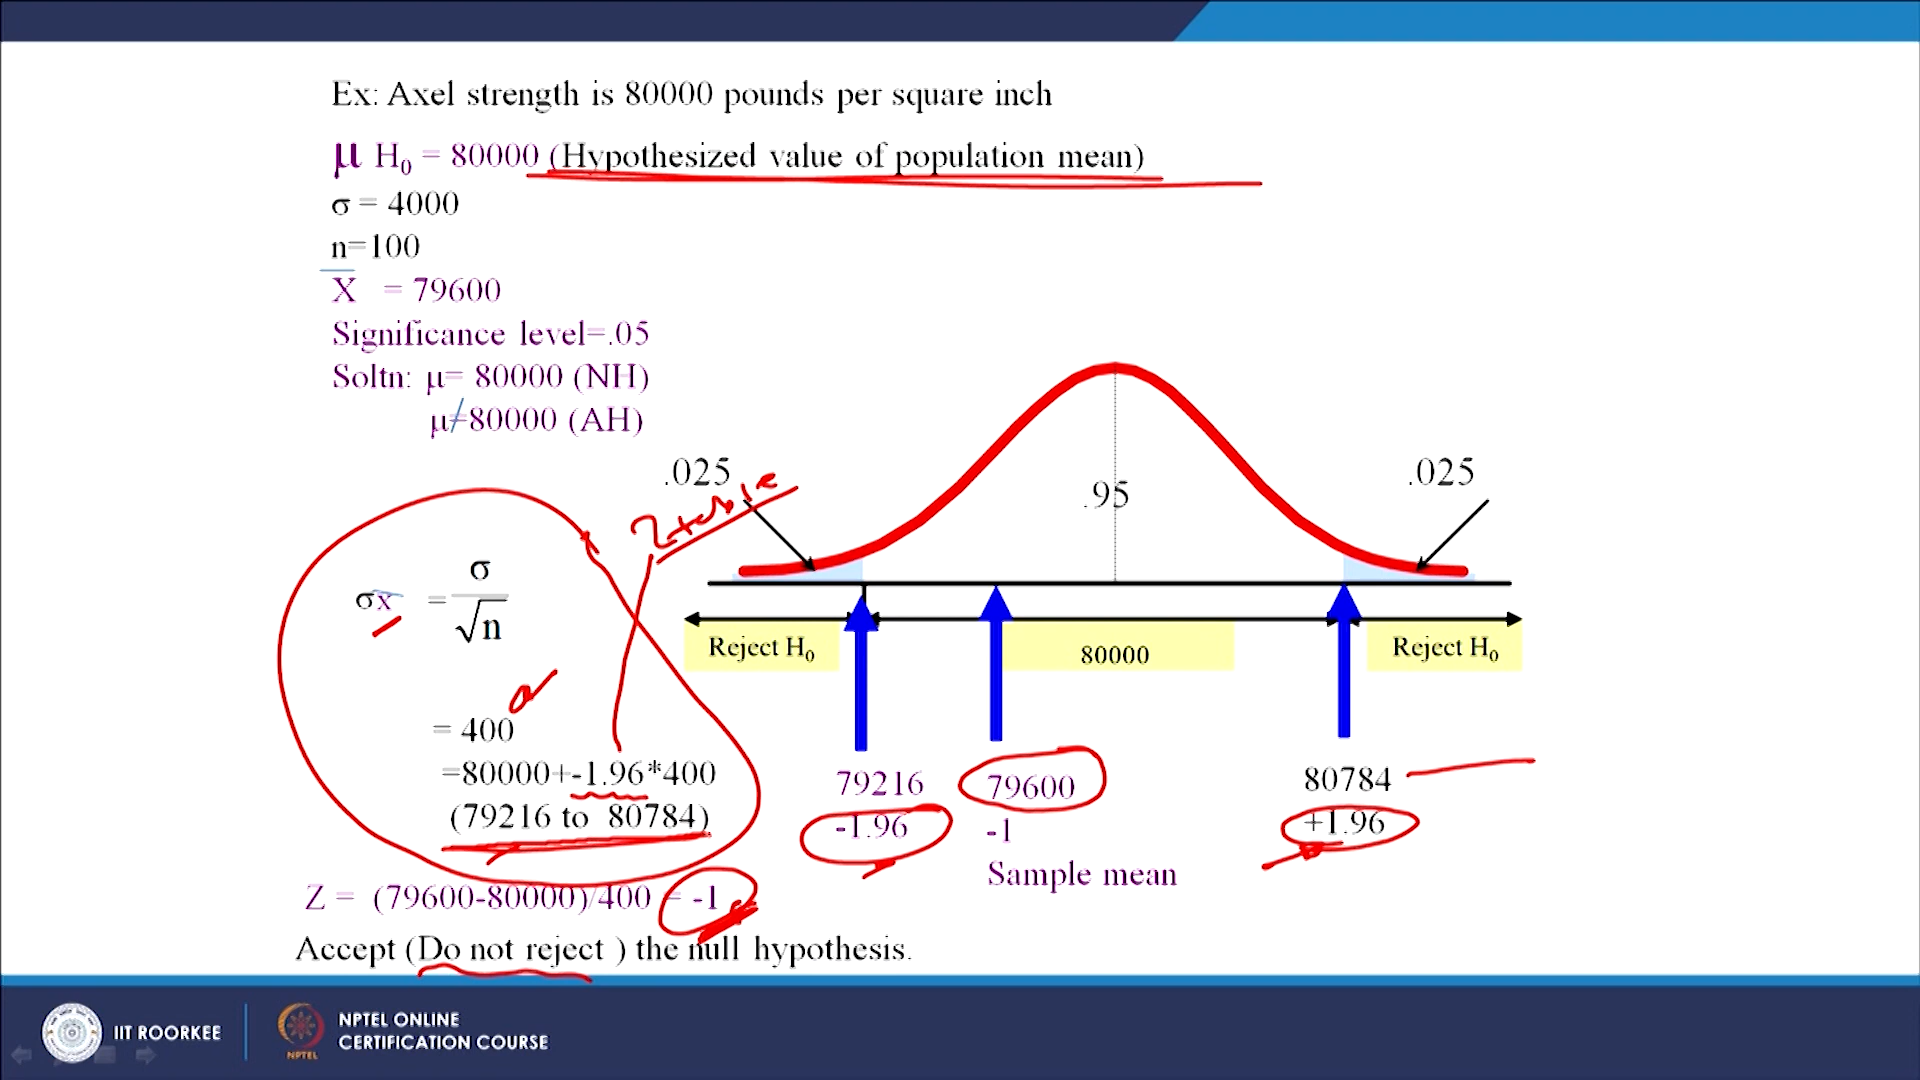 Ex: Axel strength is 80000 pounds per square inch
μ H₀ = 80000 (Hypothesized value of population mean)
σ = 4000
n=100
X̅ = 79600
Significance level=.05
Soltn: μ= 80000 (NH)
μ≠80000 (AH)
.025
.95
.025
Z table
σx̅ = σ/√n
= 400
=80000+-1.96*400
(79216 to 80784)
Reject H₀
80000
Reject H₀
79216
79600
80784
-1.96
-1
+1.96
Sample mean
Z = (79600-80000)/400 = -1
Accept (Do not reject ) the null hypothesis.
IIT ROORKEE
NPTEL
NPTEL ONLINE
CERTIFICATION COURSE